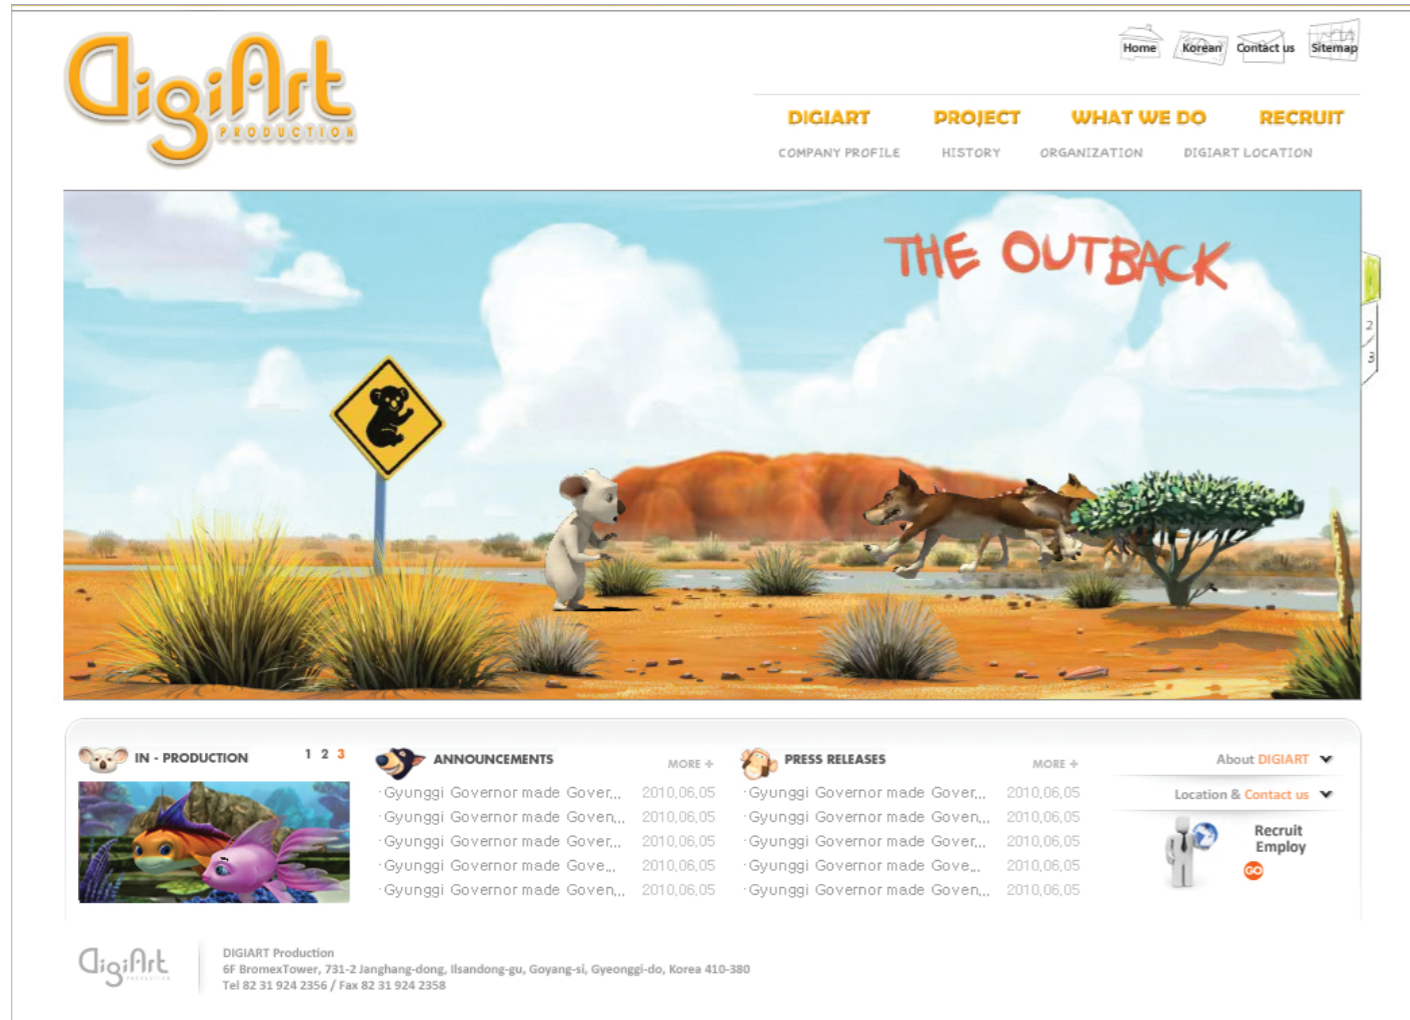 DigiArt
PRODUCTION
Home Korean Contact us Sitemap
DIGIART PROJECT WHAT WE DO RECRUIT
COMPANY PROFILE HISTORY ORGANIZATION DIGIART LOCATION
THE OUTBACK
2
3
IN - PRODUCTION 1 2 3
ANNOUNCEMENTS MORE +
·Gyunggi Governor made Gover,,, 2010,06,05
·Gyunggi Governor made Goven,,, 2010,06,05
·Gyunggi Governor made Gover,,, 2010,06,05
·Gyunggi Governor made Gove,,, 2010,06,05
·Gyunggi Governor made Goven,,, 2010,06,05
PRESS RELEASES MORE +
·Gyunggi Governor made Gover,,, 2010,06,05
·Gyunggi Governor made Goven,,, 2010,06,05
·Gyunggi Governor made Gover,,, 2010,06,05
·Gyunggi Governor made Gove,,, 2010,06,05
·Gyunggi Governor made Goven,,, 2010,06,05
About DIGIART
Location & Contact us
Recruit
Employ
GO
DigiArt
PRODUCTION
DIGIART Production
6F BromexTower, 731-2 Janghang-dong, Ilsandong-gu, Goyang-si, Gyeonggi-do, Korea 410-380
Tel 82 31 924 2356 / Fax 82 31 924 2358